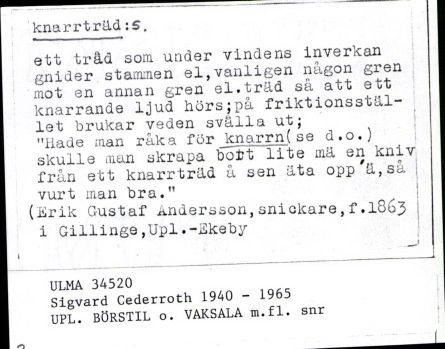 knarrträd:s.
ett träd som under vindens inverkan
gnider stammen el,vanligen någon gren
mot en annan gren el.träd så att ett
knarrande ljud hörs;på friktionsstäl-
let brukar veden svälla ut;
"Hade man råka för knarrn(se d.o.)
skulle man skrapa bort lite mä en kniv
från ett knarrträd å sen äta opp'ä,så
vurt man bra."
(Erik Gustaf Andersson,snickare,f.1863
i Gillinge,Upl.-Ekeby
ULMA 34520
Sigvard Cederroth 1940 - 1965
UPL. BÖRSTIL o. VAKSALA m.fl. snr